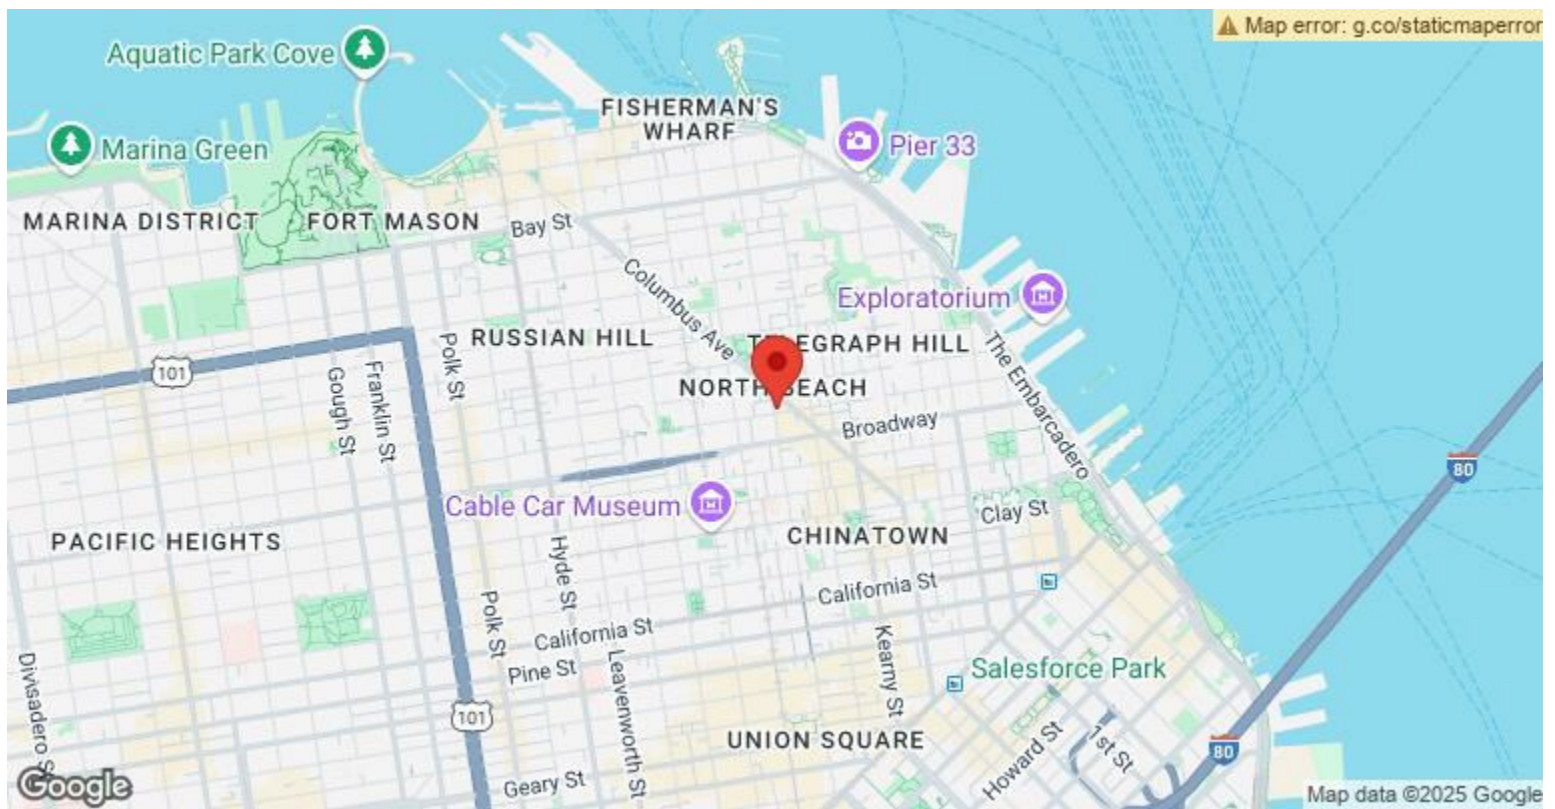 Map error: g.co/staticmaperror
Aquatic Park Cove
FISHERMAN'S
WHARF
Pier 33
Marina Green
MARINA DISTRICT
FORT MASON
Bay St
Columbus Ave
Exploratorium
RUSSIAN HILL
TELEGRAPH HILL
The Embarcadero
101
Polk St
Gough St
Franklin St
NORTH BEACH
Broadway
80
Cable Car Museum
Clay St
PACIFIC HEIGHTS
CHINATOWN
Hyde St
California St
Polk St
California St
Pine St
Kearny St
Leavenworth St
Divisadero St
Salesforce Park
101
UNION SQUARE
Howard St
1st St
80
Geary St
Google
Map data ©2025 Google